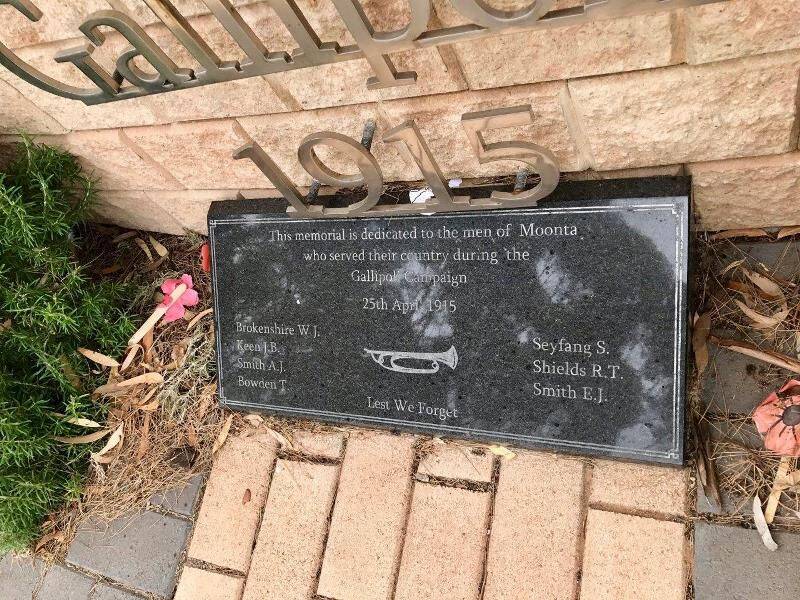 Gallipoli
1915
This memorial is dedicated to the men of Moonta
who served their country during the
Gallipoli Campaign
25th April 1915
Brokenshire W.J.
Keen J.B.
Smith A.J.
Bowden T
Seyfang S.
Shields R.T.
Smith E.J.
Lest We Forget